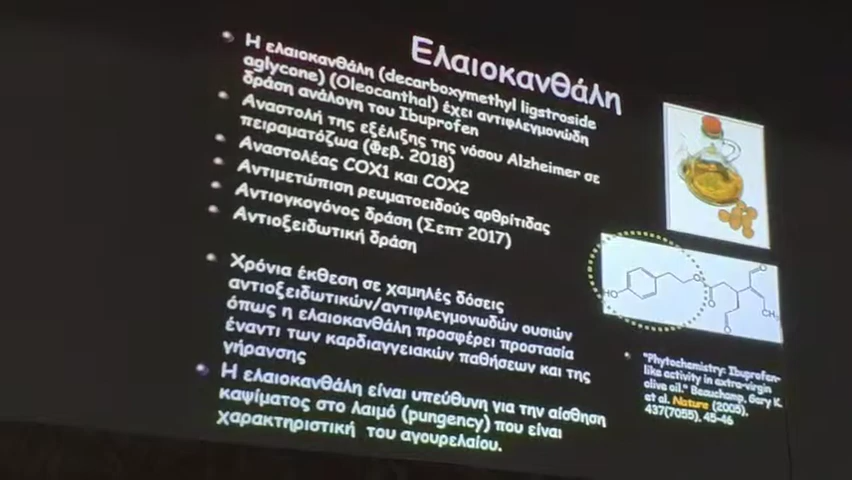 Ελαιοκανθάλη
Η ελαιοκανθάλη (decarboxymethyl ligstroside
aglycone) (Oleocanthal) έχει αντιφλεγμονώδη
δράση ανάλογη του Ibuprofen
Αναστολή της εξέλιξης της νόσου Alzheimer σε
πειραματόζωα (Φεβ. 2018)
Αναστολέας COX1 και COX2
Αντιμετώπιση ρευματοειδούς αρθρίτιδας
Αντιογκογόνος δράση (Σεπτ 2017)
Αντιοξειδωτική δράση
Χρόνια έκθεση σε χαμηλές δόσεις
αντιοξειδωτικών/αντιφλεγμονωδών ουσιών
όπως η ελαιοκανθάλη προσφέρει προστασία
έναντι των καρδιαγγειακών παθήσεων και της
γήρανσης
Η ελαιοκανθάλη είναι υπεύθυνη για την αίσθηση
καψίματος στο λαιμό (pungency) που είναι
χαρακτηριστική του αγουρελαίου.
HO
O
O
O
CH3
O
"Phytochemistry: Ibuprofen-
like activity in extra-virgin
olive oil." Beauchamp, Gary K.
et al. Nature (2005),
437(7055), 45-46